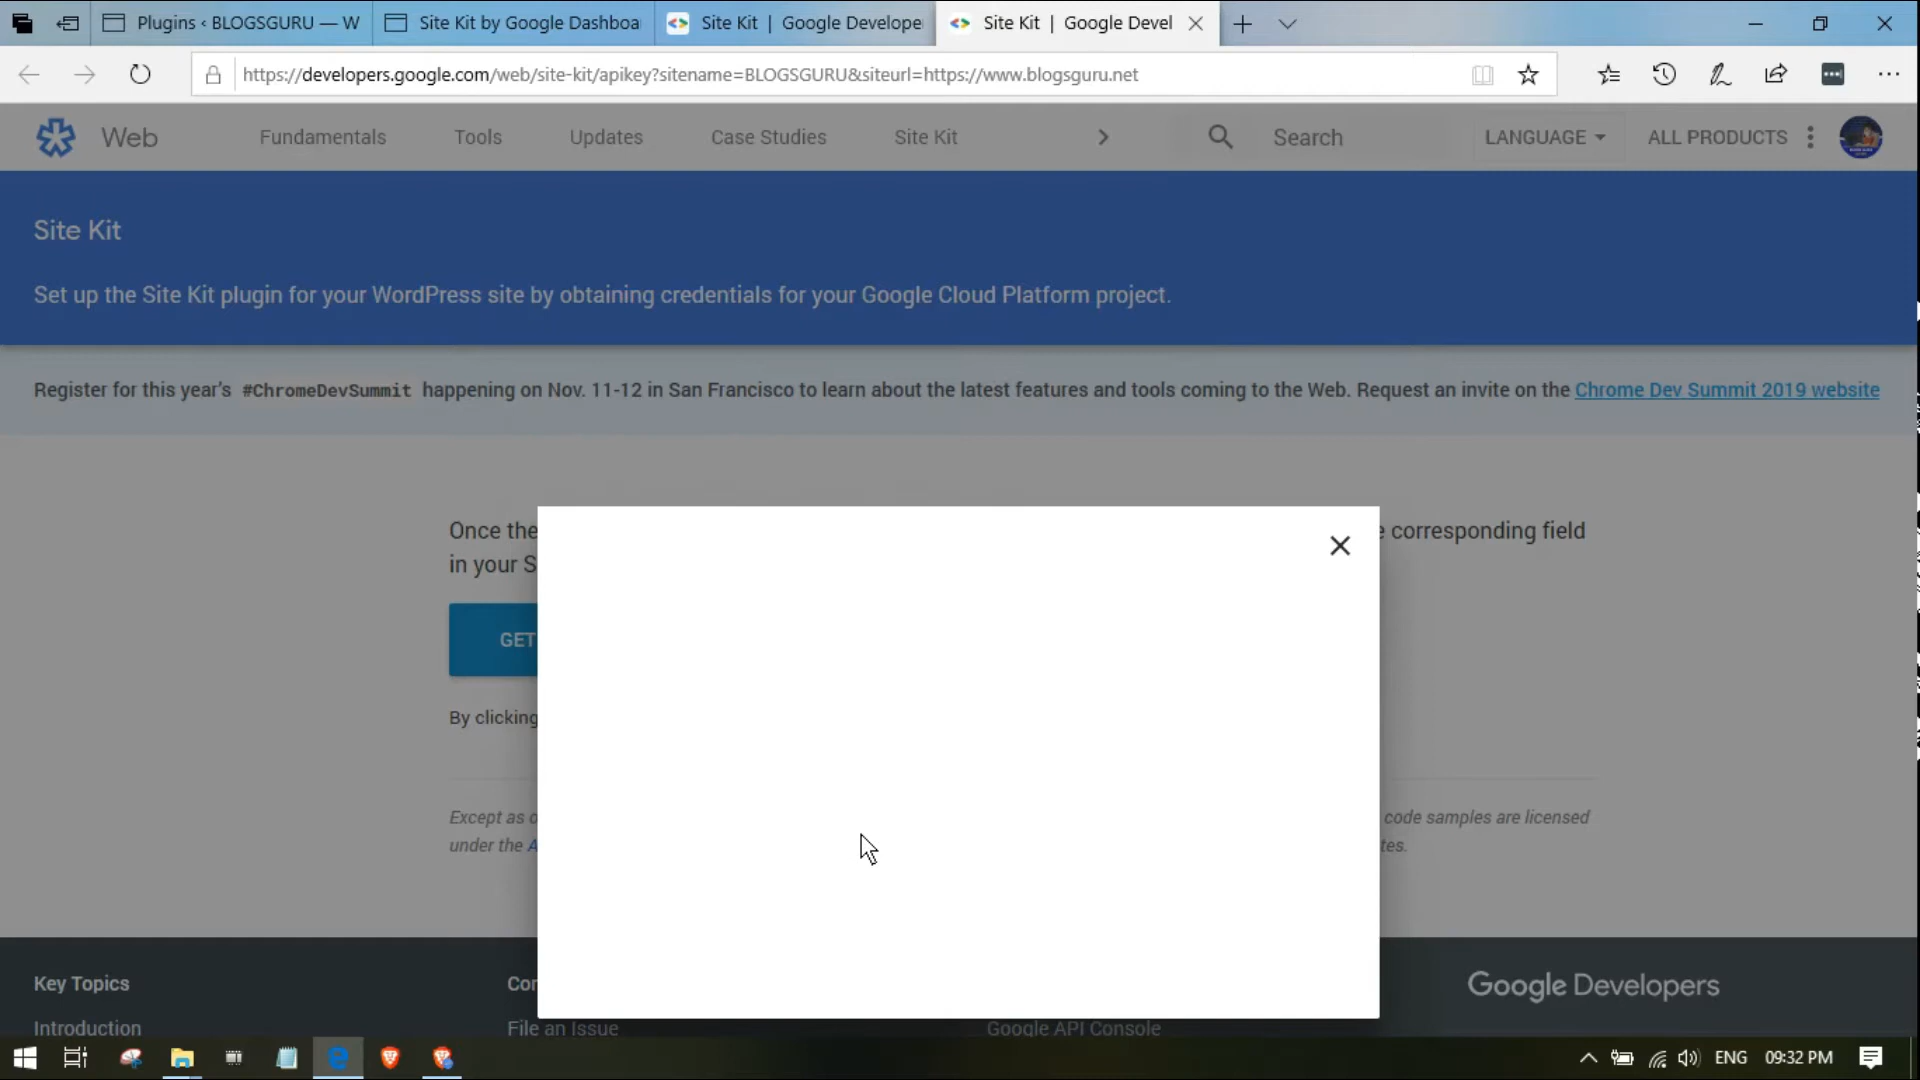 Plugins ‹ BLOGSGURU — W
Site Kit by Google Dashboa
Site Kit | Google Develope
Site Kit | Google Devel
https://developers.google.com/web/site-kit/apikey?sitename=BLOGSGURU&siteurl=https://www.blogsguru.net
Web
Fundamentals
Tools
Updates
Case Studies
Site Kit
Search
LANGUAGE
ALL PRODUCTS
Site Kit
Set up the Site Kit plugin for your WordPress site by obtaining credentials for your Google Cloud Platform project.
Register for this year's #ChromeDevSummit happening on Nov. 11-12 in San Francisco to learn about the latest features and tools coming to the Web. Request an invite on the Chrome Dev Summit 2019 website
Once the
corresponding field
in your S
GET
By clicking
Except as o
code samples are licensed
under the A
tes.
Key Topics
Con
Google Developers
Introduction
File an Issue
Google API Console
ENG
09:32 PM